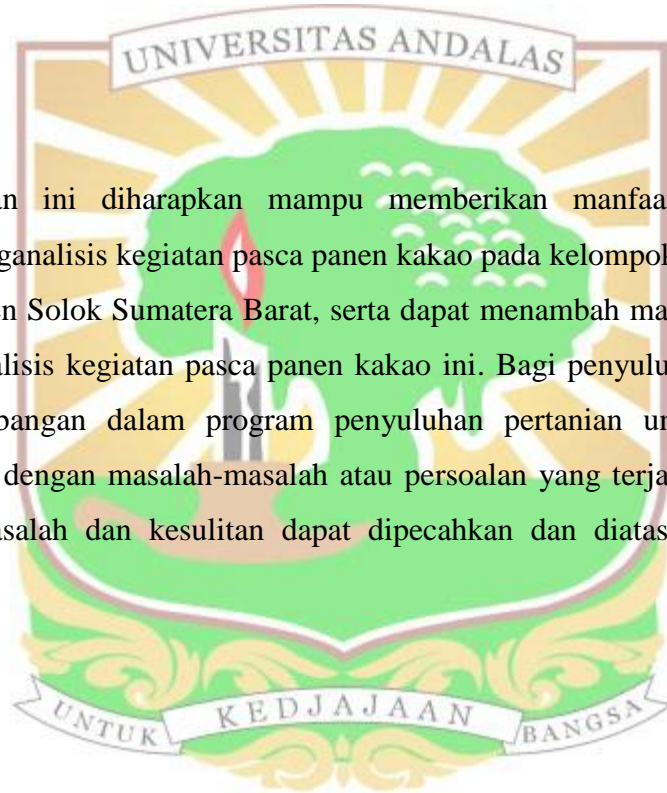 UNIVERSITAS ANDALAS
an ini diharapkan mampu memberikan manfaa
ganalisis kegiatan pasca panen kakao pada kelompok
en Solok Sumatera Barat, serta dapat menambah ma
alisis kegiatan pasca panen kakao ini. Bagi penyulu
bangan dalam program penyuluhan pertanian un
dengan masalah-masalah atau persoalan yang terja
asalah dan kesulitan dapat dipecahkan dan diatas
UNTUK KEDJAJAAN BANGSA